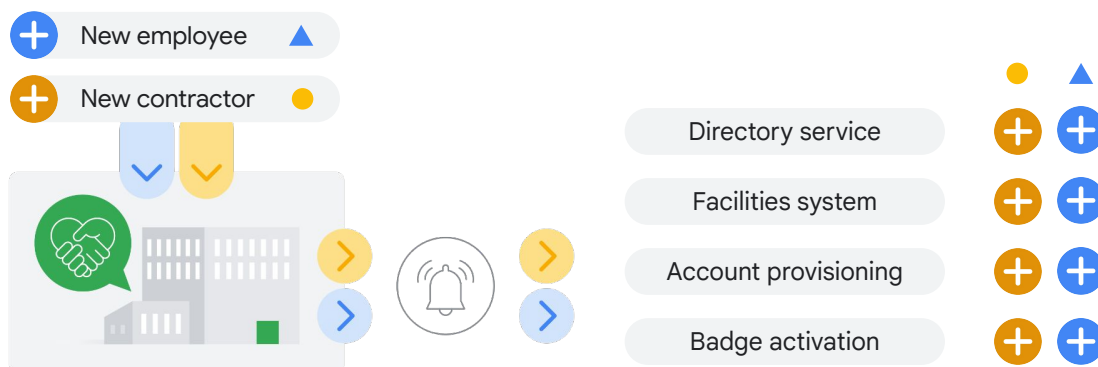 New employee
New contractor
Directory service
Facilities system
Account provisioning
Badge activation